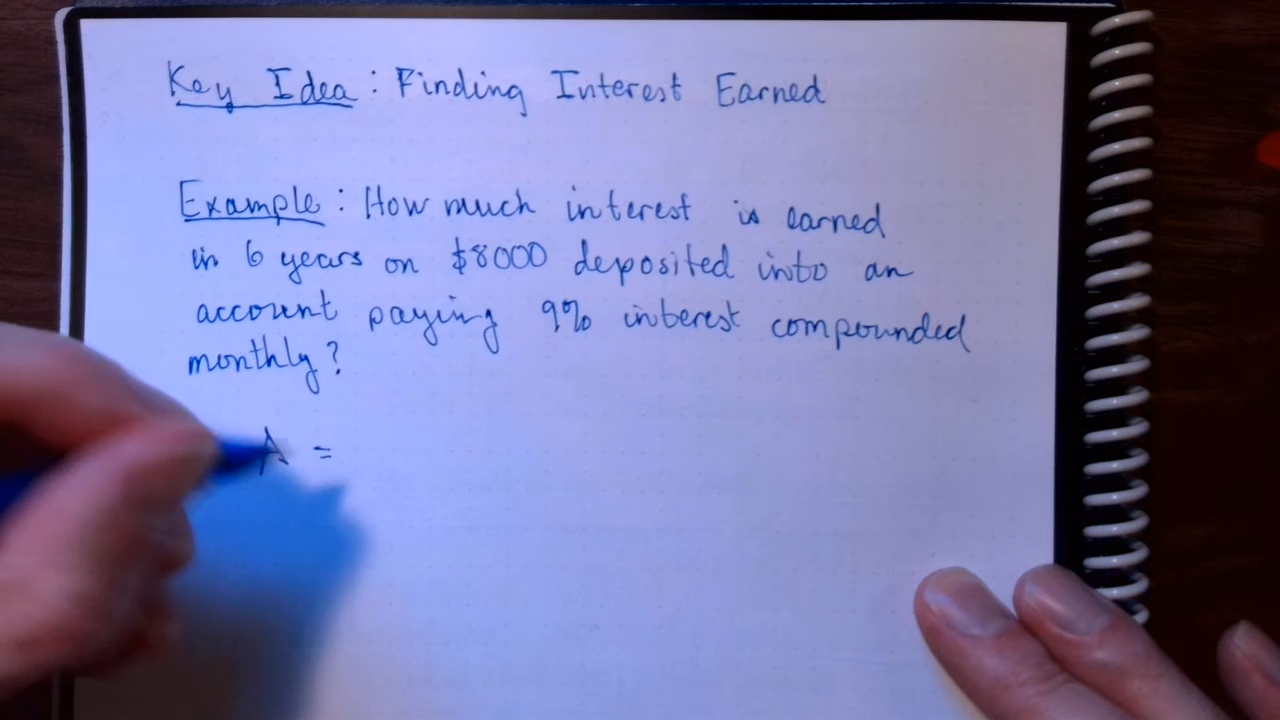 Key Idea : Finding Interest Earned
Example : How much interest is earned
in 6 years on $8000 deposited into an
account paying 9% interest compounded
monthly?
A =